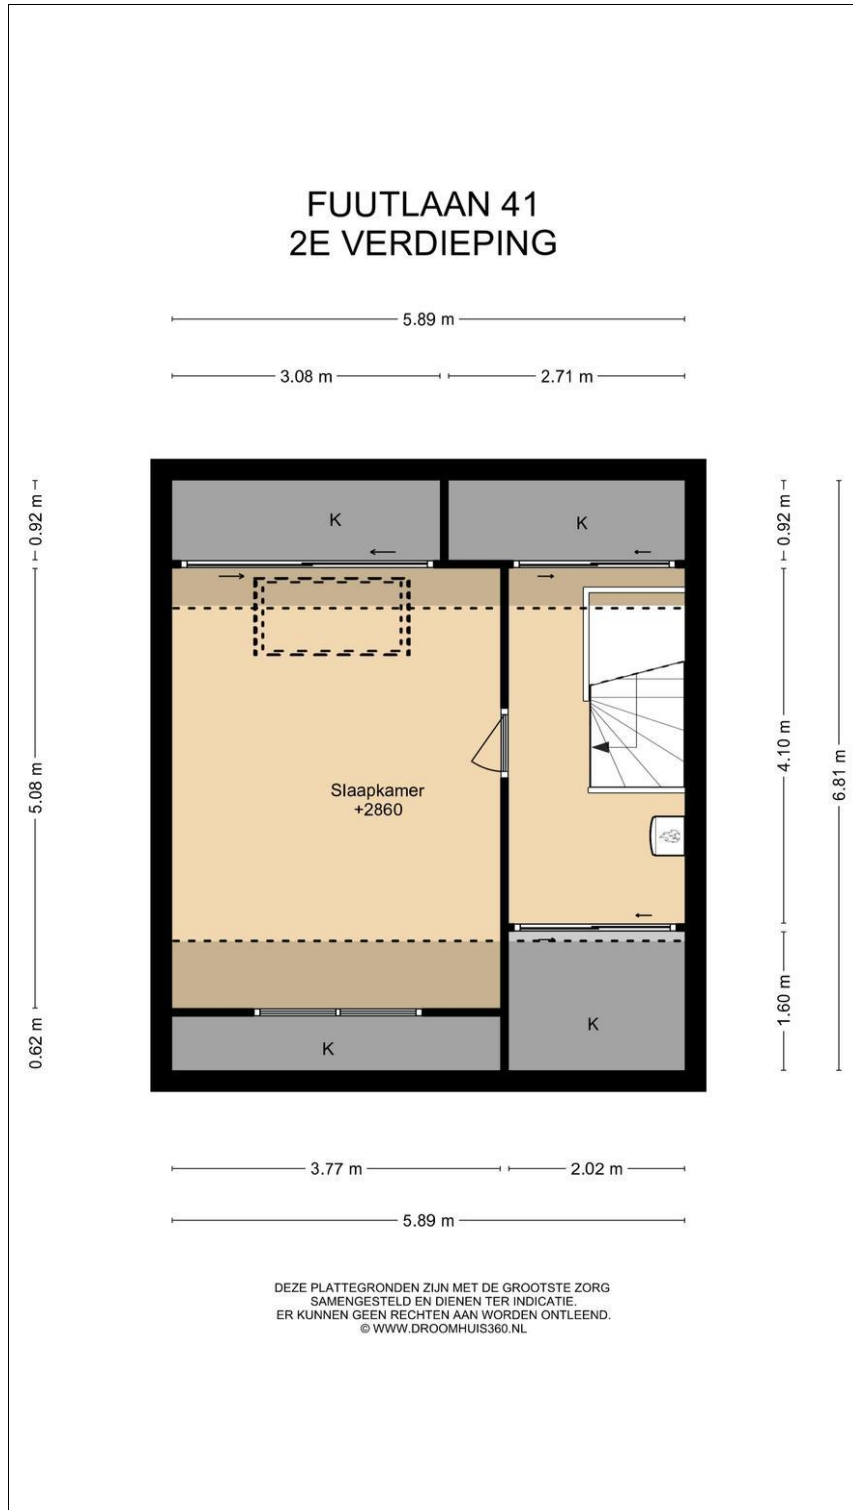 FUUTLAAN 41
2E VERDIEPING
5.89 m
3.08 m
2.71 m
0.92 m
K
K
0.92 m
5.08 m
Slaapkamer
+2860
4.10 m
6.81 m
0.62 m
K
K
1.60 m
3.77 m
2.02 m
5.89 m
DEZE PLATTEGRONDEN ZIJN MET DE GROOTSTE ZORG
SAMENGESTELD EN DIENEN TER INDICATIE.
ER KUNNEN GEEN RECHTEN AAN WORDEN ONTLEEND.
© WWW.DROOMHUIS360.NL